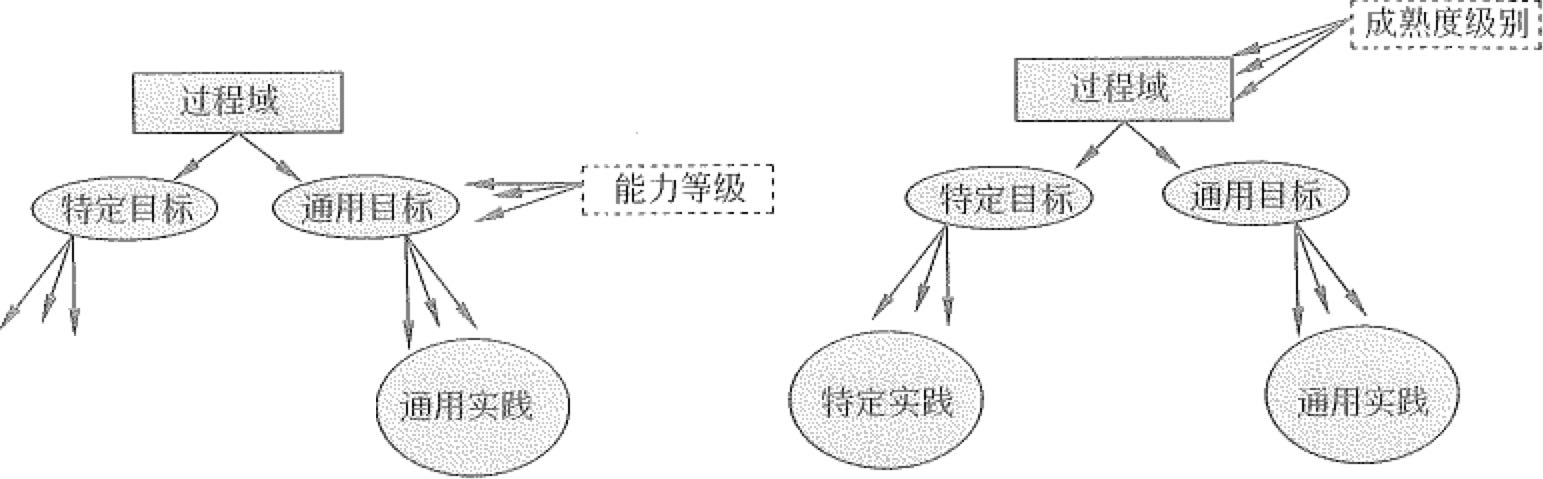 过程域
特定目标
通用目标
能力等级
通用实践
成熟度级别
过程域
特定目标
通用目标
特定实践
通用实践